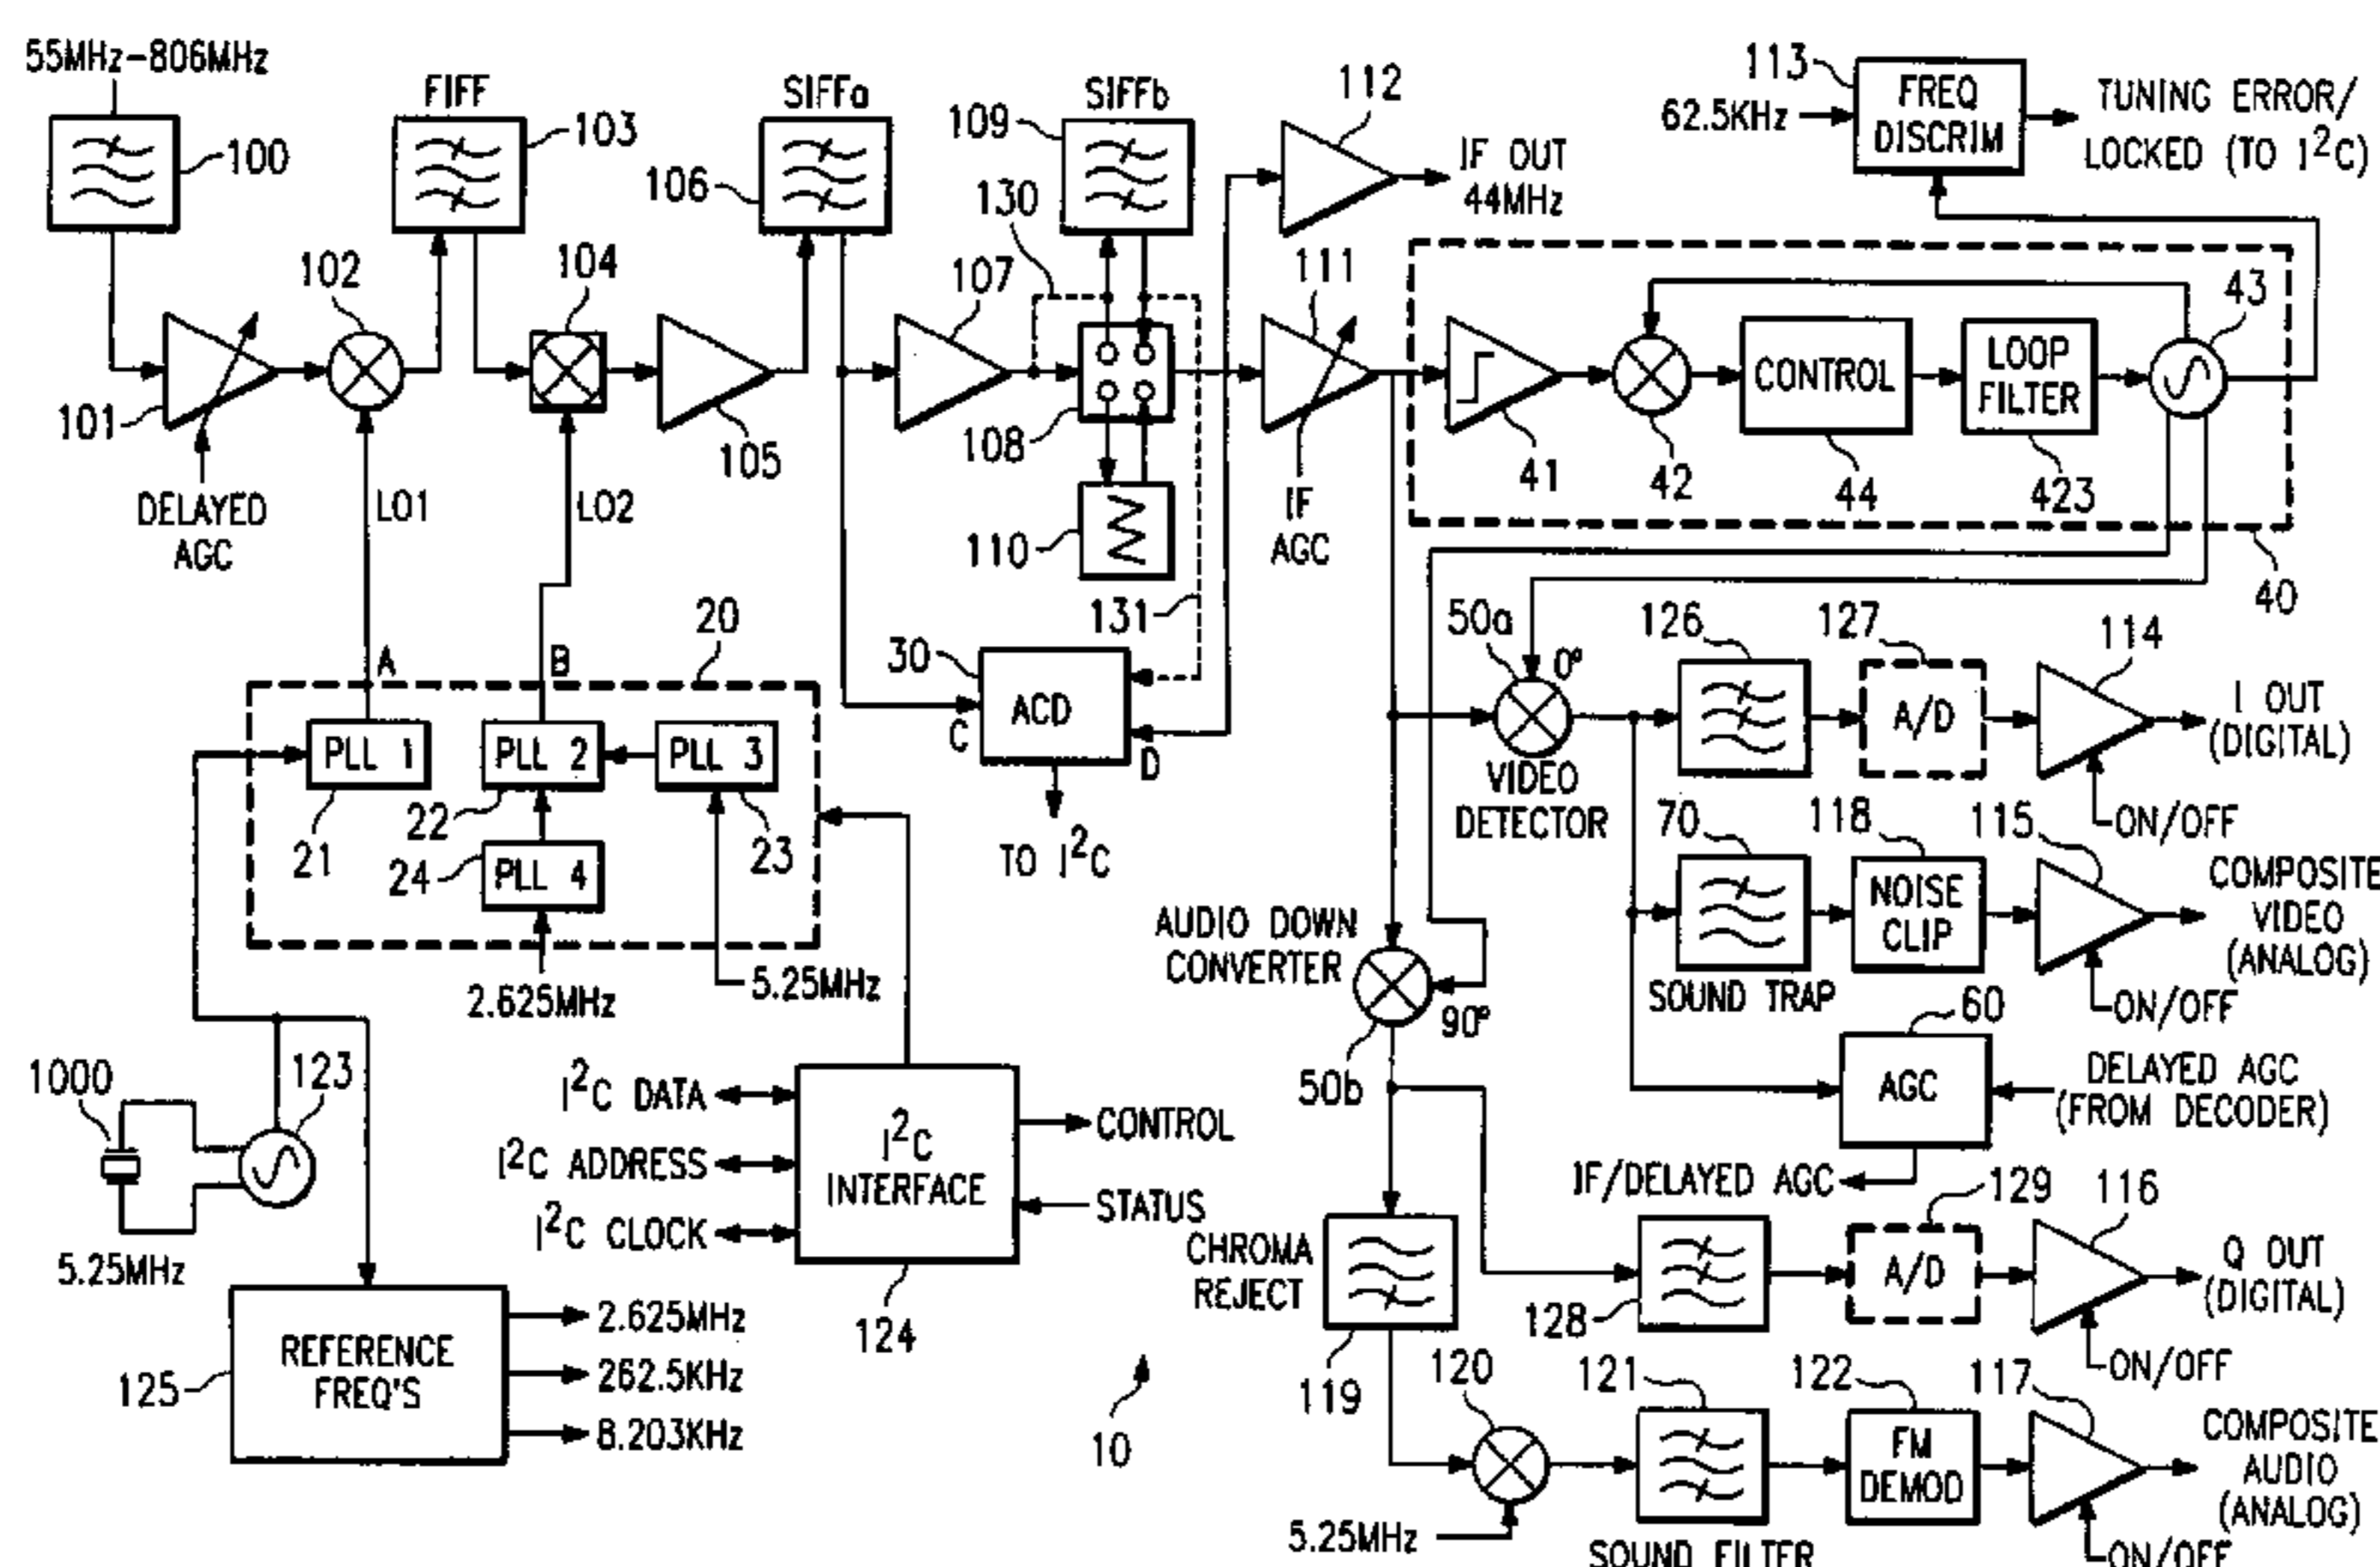 55MHz-806MHz
FIFF
SIFFa
SIFFb
112
113
FREQ
DISCRIM
62.5KHz
TUNING ERROR/
LOCKED (TO I²C)
100
103
106
109
130
IF OUT
44MHz
102
104
107
111
43
101
105
108
CONTROL
LOOP
FILTER
41
42
44
423
DELAYED
AGC
LO1
LO2
110
IF
AGC
131
40
20
A
B
30
ACD
C
D
TO I²C
50a
0°
VIDEO
DETECTOR
126
127
A/D
114
I OUT
(DIGITAL)
ON/OFF
PLL 1
PLL 2
PLL 3
21
22
23
24
PLL 4
2.625MHz
5.25MHz
70
118
NOISE
CLIP
115
COMPOSITE
VIDEO
(ANALOG)
SOUND TRAP
ON/OFF
AUDIO DOWN
CONVERTER
90°
50b
60
AGC
DELAYED AGC
(FROM DECODER)
IF/DELAYED AGC
1000
123
5.25MHz
I²C DATA
I²C ADDRESS
I²C CLOCK
I²C
INTERFACE
CONTROL
STATUS
124
CHROMA
REJECT
119
128
129
A/D
116
Q OUT
(DIGITAL)
ON/OFF
REFERENCE
FREQ'S
125
2.625MHz
262.5KHz
8.203KHz
10
120
121
122
FM
DEMOD
117
COMPOSITE
AUDIO
(ANALOG)
5.25MHz
SOUND FILTER
ON/OFF